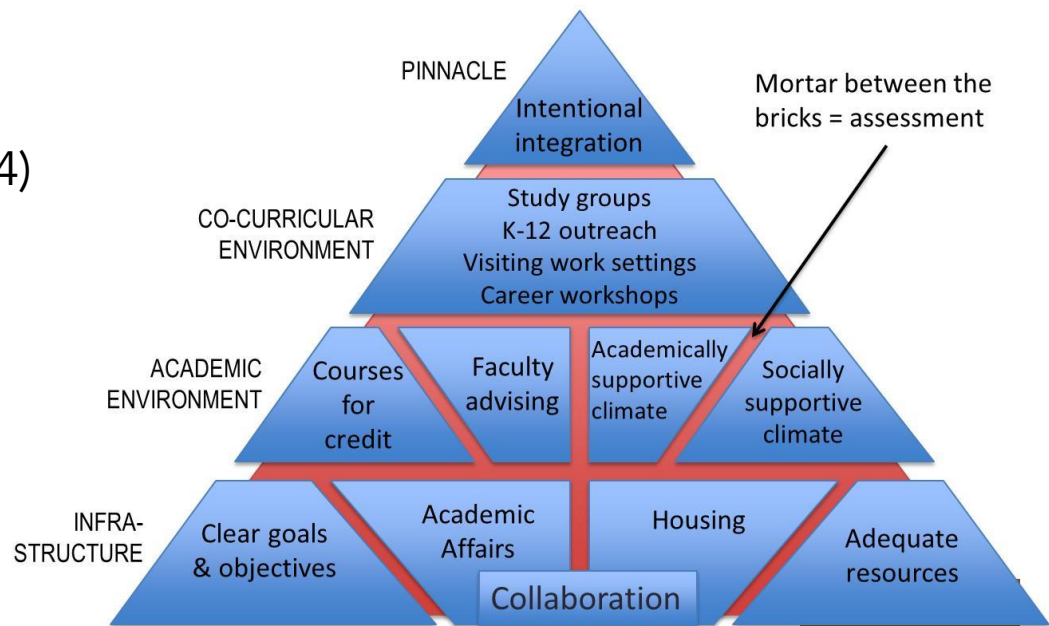 4)
PINNACLE
Intentional
integration
Mortar between the
bricks = assessment
CO-CURRICULAR
ENVIRONMENT
Study groups
K-12 outreach
Visiting work settings
Career workshops
ACADEMIC
ENVIRONMENT
Courses
for
credit
Faculty
advising
Academically
supportive
climate
Socially
supportive
climate
INFRA-
STRUCTURE
Clear goals
& objectives
Academic
Affairs
Housing
Adequate
resources
Collaboration